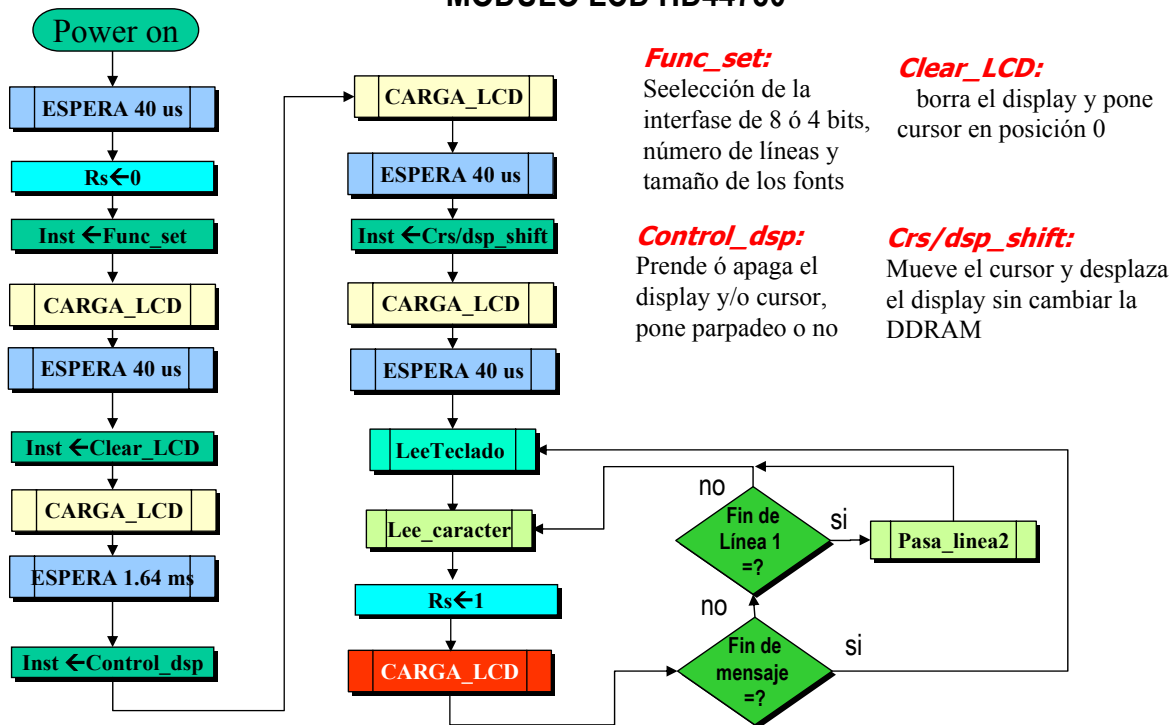 MODULO LCD HD44780
Power on
ESPERA 40 us
Rs←0
Inst ←Func_set
CARGA_LCD
ESPERA 40 us
Inst ←Clear_LCD
CARGA_LCD
ESPERA 1.64 ms
Inst ←Control_dsp
CARGA_LCD
ESPERA 40 us
Inst ←Crs/dsp_shift
CARGA_LCD
ESPERA 40 us
LeeTeclado
Lee_caracter
Rs←1
CARGA_LCD
Func_set:
Seelección de la
interfase de 8 ó 4 bits,
número de líneas y
tamaño de los fonts
Clear_LCD:
borra el display y pone
cursor en posición 0
Control_dsp:
Prende ó apaga el
display y/o cursor,
pone parpadeo o no
Crs/dsp_shift:
Mueve el cursor y desplaza
el display sin cambiar la
DDRAM
no
Fin de
Línea 1
=?
si
Pasa_linea2
no
Fin de
mensaje
=?
si